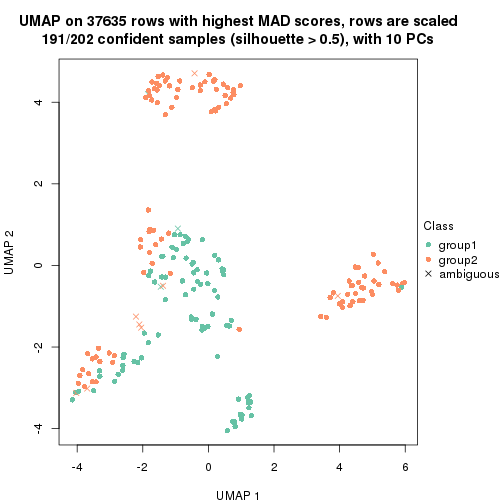 UMAP on 37635 rows with highest MAD scores, rows are scaled
191/202 confident samples (silhouette > 0.5), with 10 PCs
4
2
0
-2
-4
UMAP 2
-4
-2
0
2
4
6
UMAP 1
Class
group1
group2
ambiguous